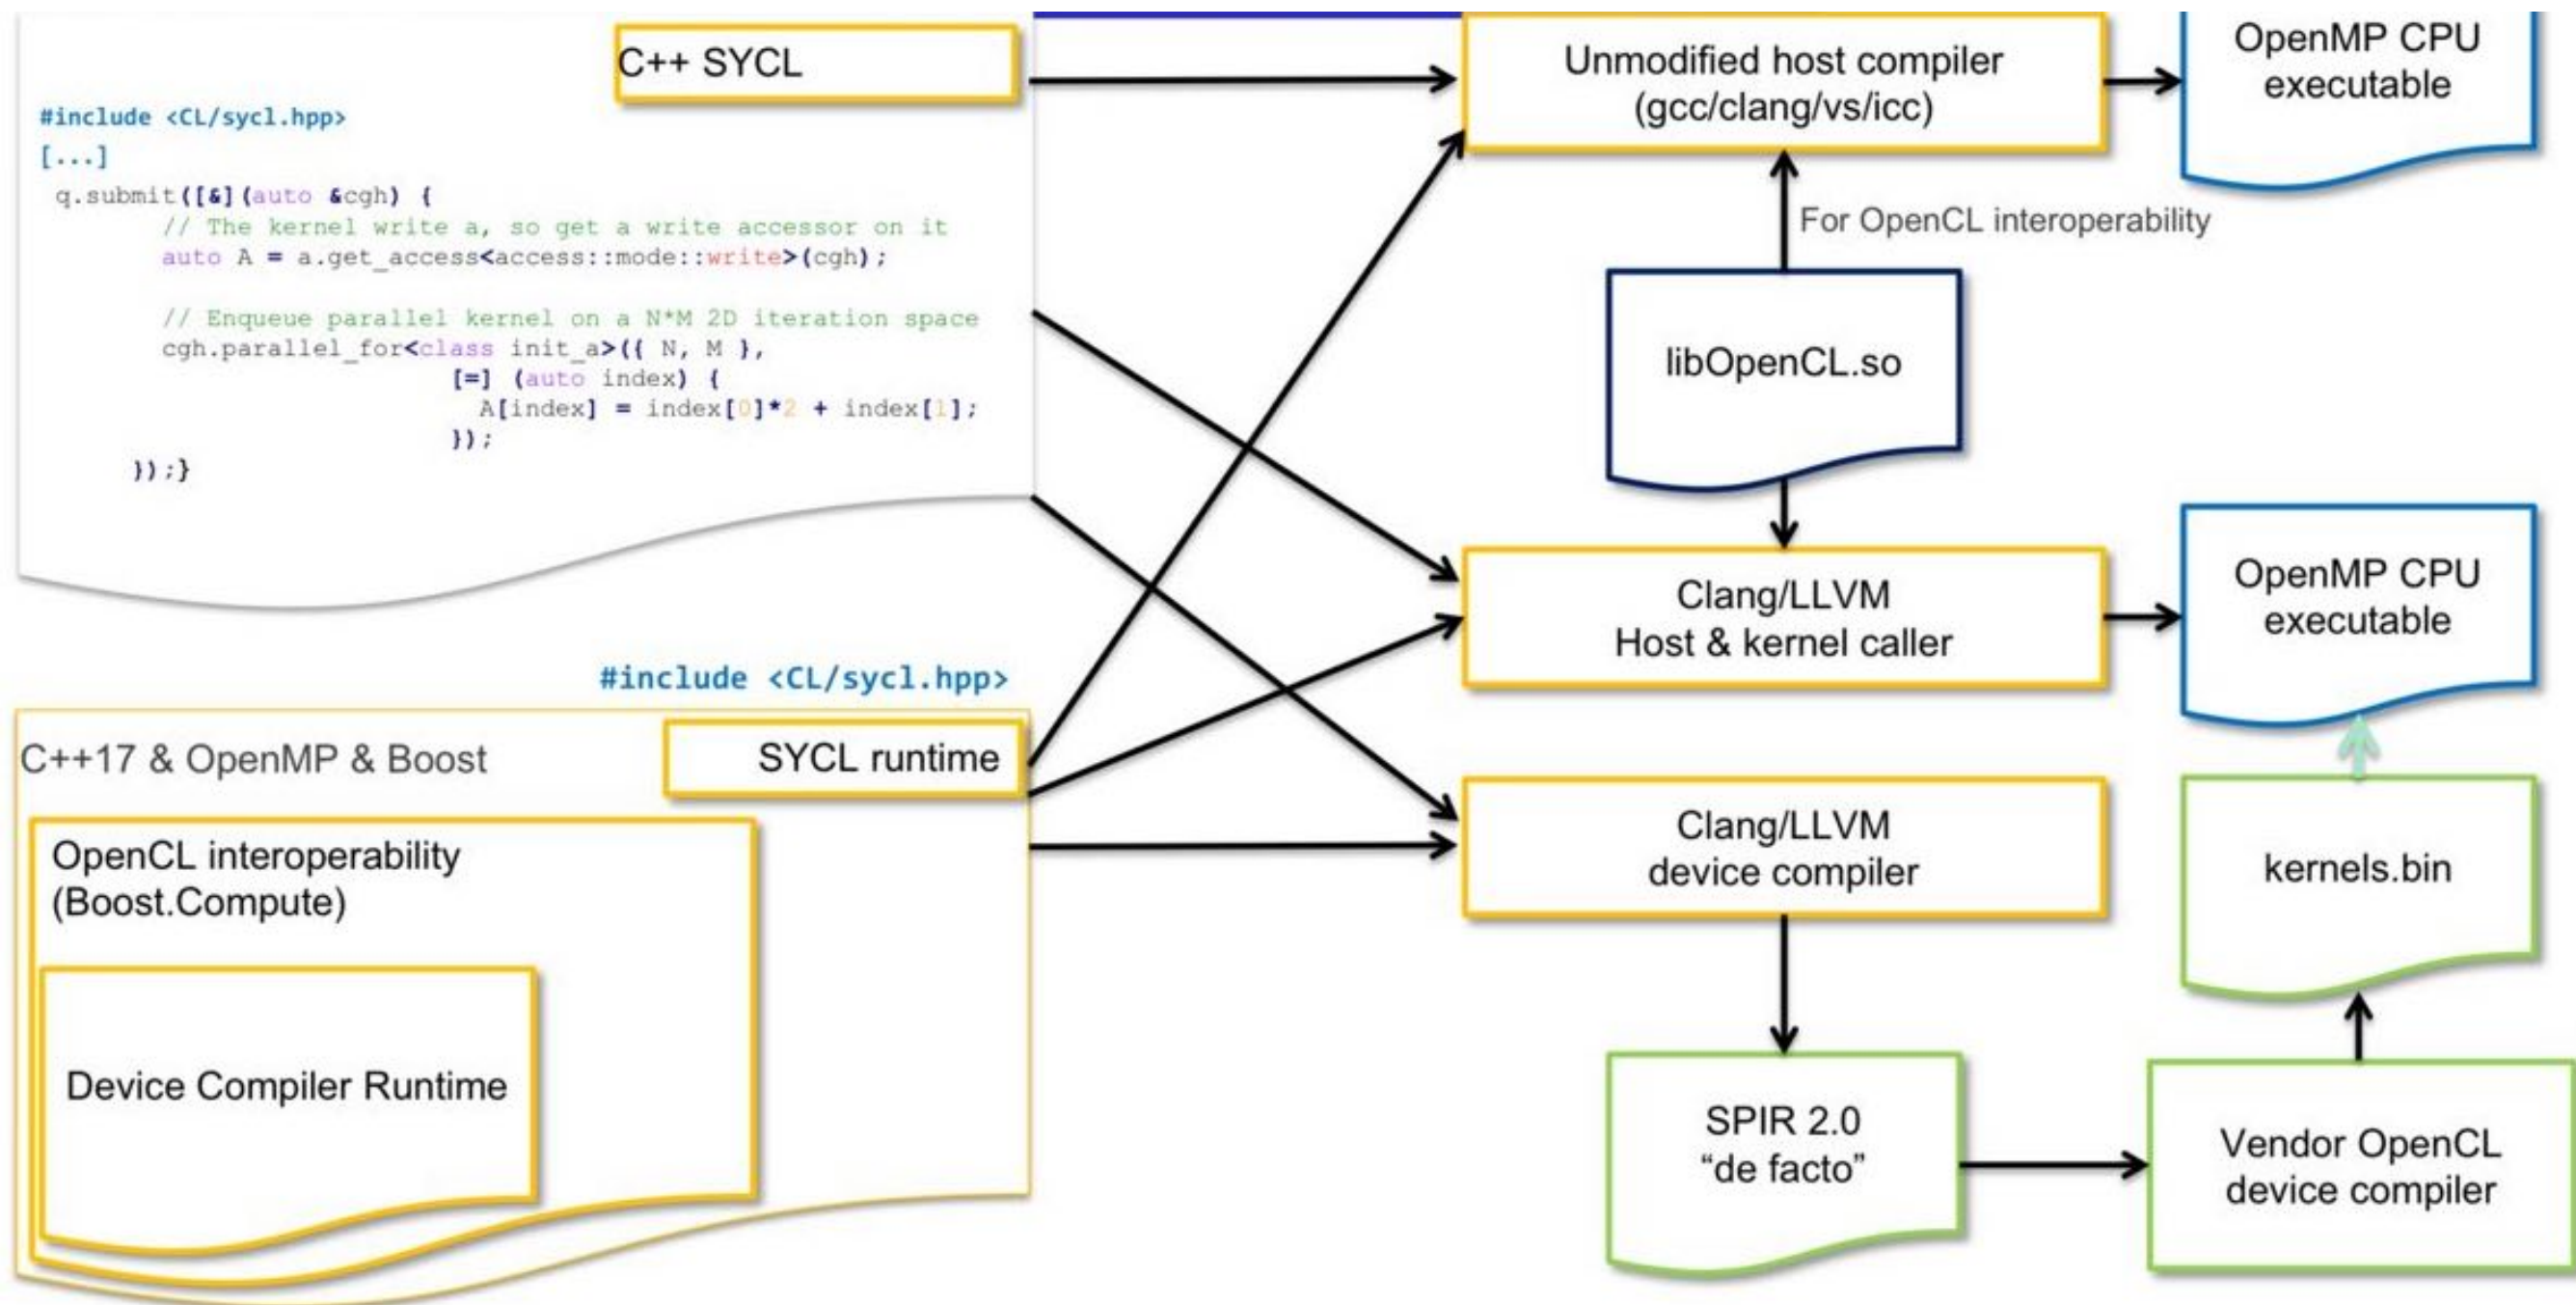 C++ SYCL
#include <CL/sycl.hpp>
[...]
q.submit([&](auto &cgh) {
// The kernel write a, so get a write accessor on it
auto A = a.get_access<access::mode::write>(cgh);
// Enqueue parallel kernel on a N*M 2D iteration space
cgh.parallel_for<class init_a>({ N, M },
[=] (auto index) {
A[index] = index[0]*2 + index[1];
});
});}
#include <CL/sycl.hpp>
C++17 & OpenMP & Boost
SYCL runtime
OpenCL interoperability
(Boost.Compute)
Device Compiler Runtime
Unmodified host compiler
(gcc/clang/vs/icc)
OpenMP CPU
executable
For OpenCL interoperability
libOpenCL.so
Clang/LLVM
Host & kernel caller
OpenMP CPU
executable
Clang/LLVM
device compiler
kernels.bin
SPIR 2.0
“de facto”
Vendor OpenCL
device compiler